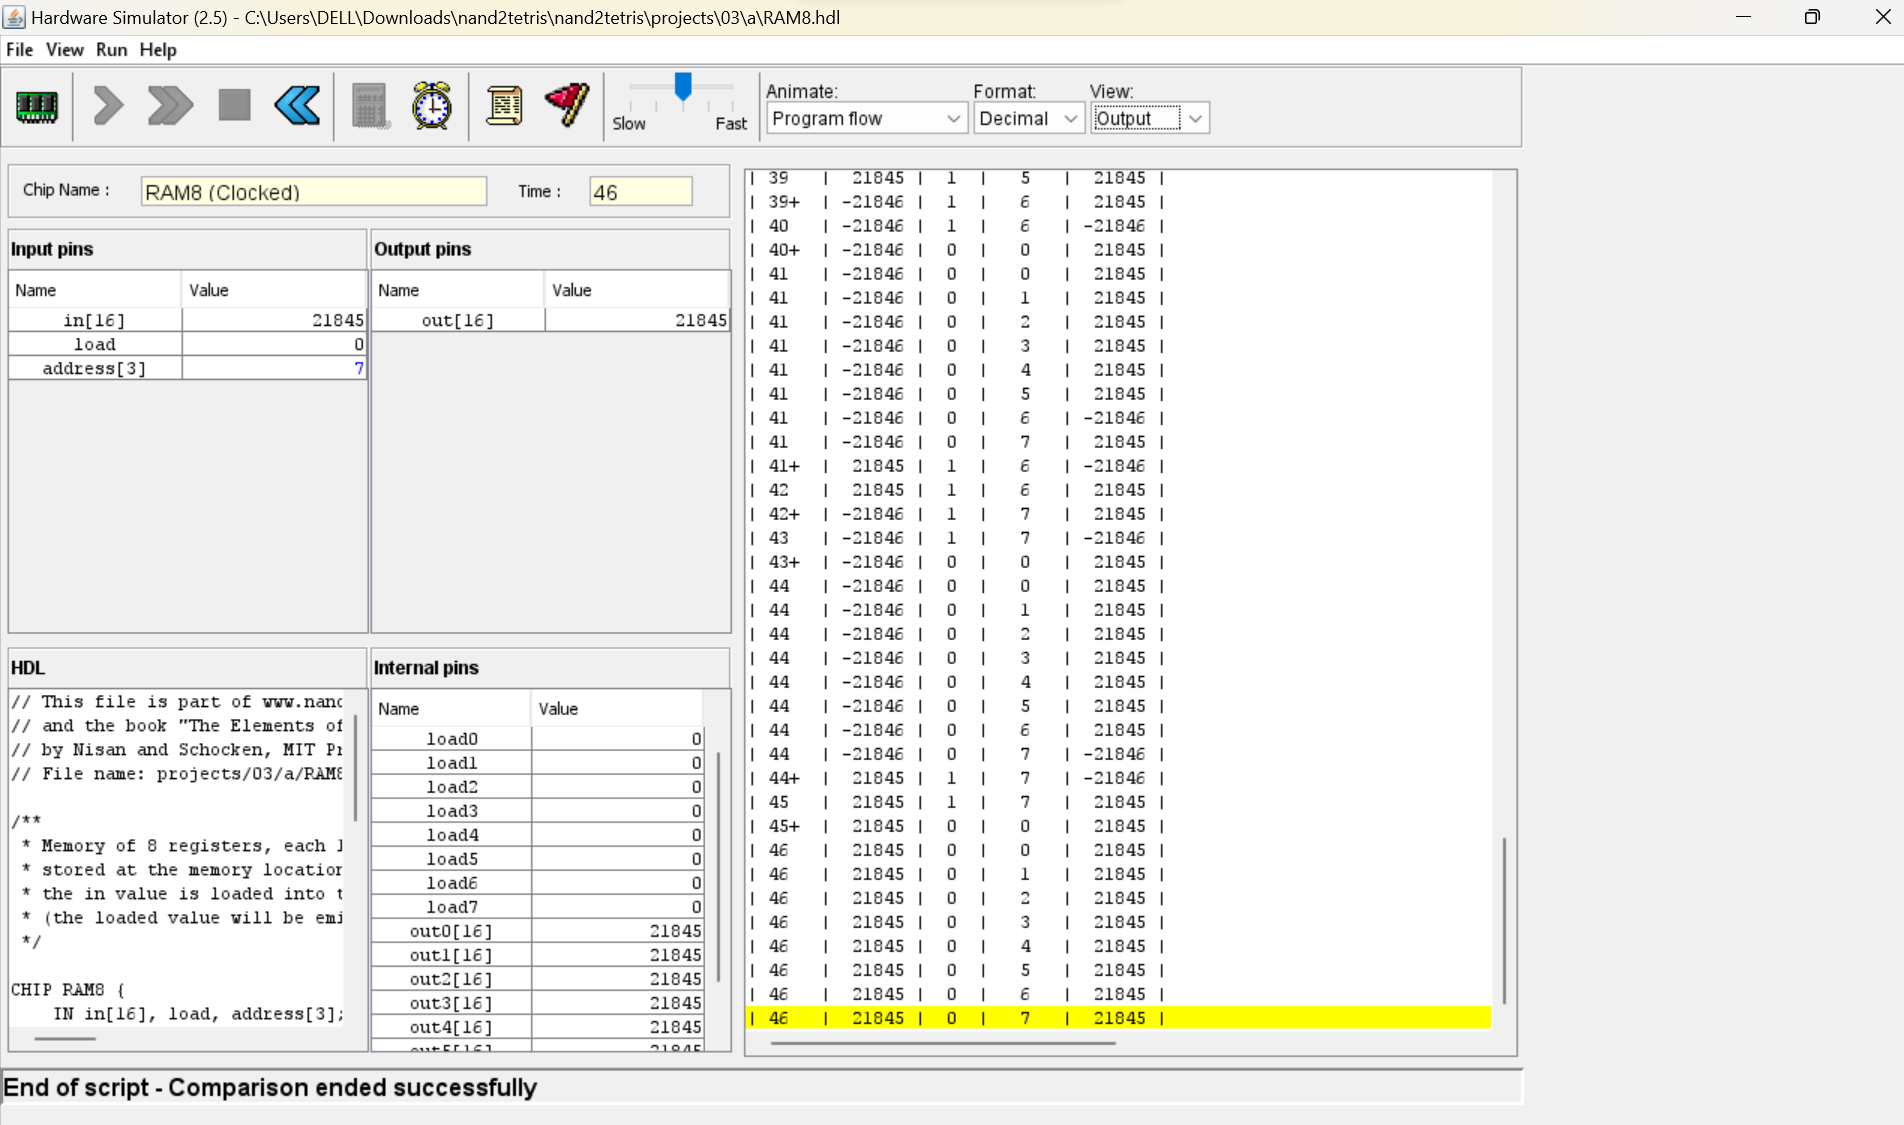 Hardware Simulator (2.5) - C:\Users\DELL\Downloads\nand2tetris\nand2tetris\projects\03\a\RAM8.hdl
File View Run Help
Slow Fast
Animate: Format: View:
Program flow Decimal Output
Chip Name : RAM8 (Clocked) Time : 46
Input pins
Name Value
in[16] 21845
load 0
address[3] 7
Output pins
Name Value
out[16] 21845
HDL
// This file is part of www.nand
// and the book "The Elements of
// by Nisan and Schocken, MIT Pr
// File name: projects/03/a/RAM8
/**
* Memory of 8 registers, each 1
* stored at the memory location
* the in value is loaded into t
* (the loaded value will be emi
*/
CHIP RAM8 {
IN in[16], load, address[3];
Internal pins
Name Value
load0 0
load1 0
load2 0
load3 0
load4 0
load5 0
load6 0
load7 0
out0[16] 21845
out1[16] 21845
out2[16] 21845
out3[16] 21845
out4[16] 21845
out5[16] 21845
| 39 | 21845 | 1 | 5 | 21845 |
| 39+ | -21846 | 1 | 6 | 21845 |
| 40 | -21846 | 1 | 6 | -21846 |
| 40+ | -21846 | 0 | 0 | 21845 |
| 41 | -21846 | 0 | 0 | 21845 |
| 41 | -21846 | 0 | 1 | 21845 |
| 41 | -21846 | 0 | 2 | 21845 |
| 41 | -21846 | 0 | 3 | 21845 |
| 41 | -21846 | 0 | 4 | 21845 |
| 41 | -21846 | 0 | 5 | 21845 |
| 41 | -21846 | 0 | 6 | -21846 |
| 41 | -21846 | 0 | 7 | 21845 |
| 41+ | 21845 | 1 | 6 | -21846 |
| 42 | 21845 | 1 | 6 | 21845 |
| 42+ | -21846 | 1 | 7 | 21845 |
| 43 | -21846 | 1 | 7 | -21846 |
| 43+ | -21846 | 0 | 0 | 21845 |
| 44 | -21846 | 0 | 0 | 21845 |
| 44 | -21846 | 0 | 1 | 21845 |
| 44 | -21846 | 0 | 2 | 21845 |
| 44 | -21846 | 0 | 3 | 21845 |
| 44 | -21846 | 0 | 4 | 21845 |
| 44 | -21846 | 0 | 5 | 21845 |
| 44 | -21846 | 0 | 6 | 21845 |
| 44 | -21846 | 0 | 7 | -21846 |
| 44+ | 21845 | 1 | 7 | -21846 |
| 45 | 21845 | 1 | 7 | 21845 |
| 45+ | 21845 | 0 | 0 | 21845 |
| 46 | 21845 | 0 | 0 | 21845 |
| 46 | 21845 | 0 | 1 | 21845 |
| 46 | 21845 | 0 | 2 | 21845 |
| 46 | 21845 | 0 | 3 | 21845 |
| 46 | 21845 | 0 | 4 | 21845 |
| 46 | 21845 | 0 | 5 | 21845 |
| 46 | 21845 | 0 | 6 | 21845 |
| 46 | 21845 | 0 | 7 | 21845 |
End of script - Comparison ended successfully